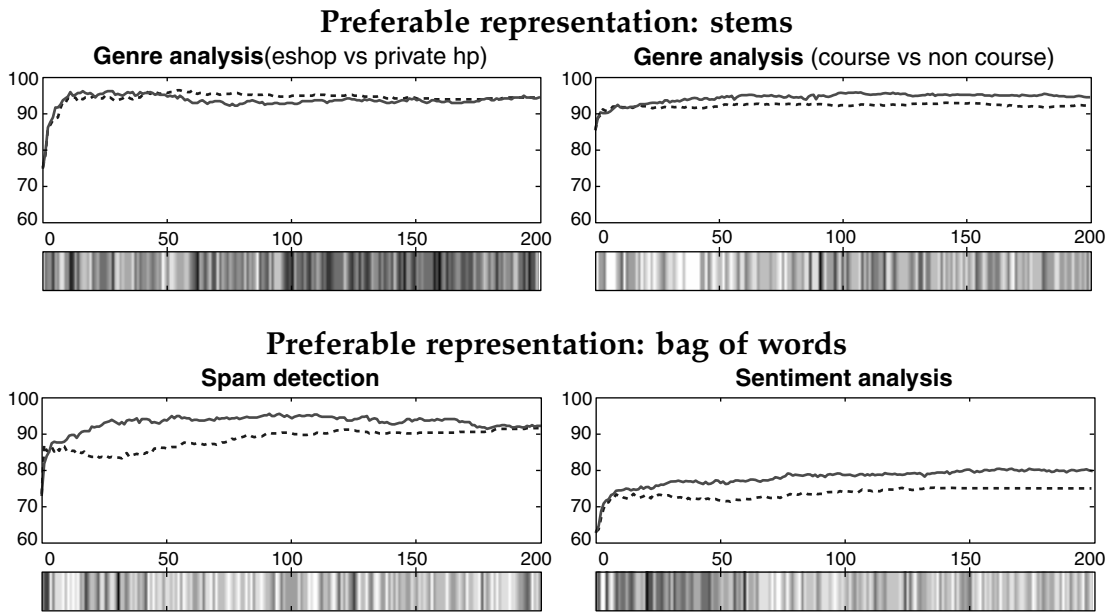 Preferable representation: stems
Genre analysis(eshop vs private hp)
100
90
80
70
60
0 50 100 150 200
Genre analysis (course vs non course)
100
90
80
70
60
0 50 100 150 200
Preferable representation: bag of words
Spam detection
100
90
80
70
60
0 50 100 150 200
Sentiment analysis
100
90
80
70
60
0 50 100 150 200